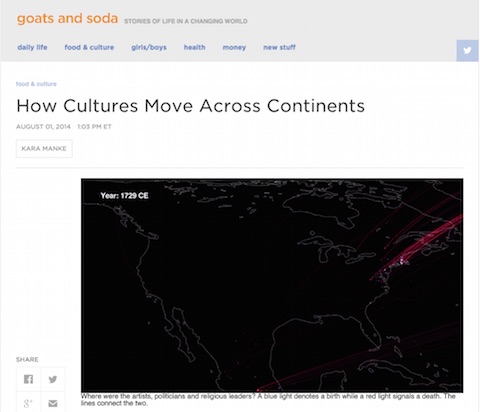 goats and soda STORIES OF LIFE IN A CHANGING WORLD
daily life food & culture girls/boys health money new stuff
food & culture
How Cultures Move Across Continents
AUGUST 01, 2014 1:03 PM ET
KARA MANKE
Year: 1729 CE
SHARE
Where were the artists, politicians and religious leaders? A blue light denotes a birth while a red light signals a death. The
lines connect the two.